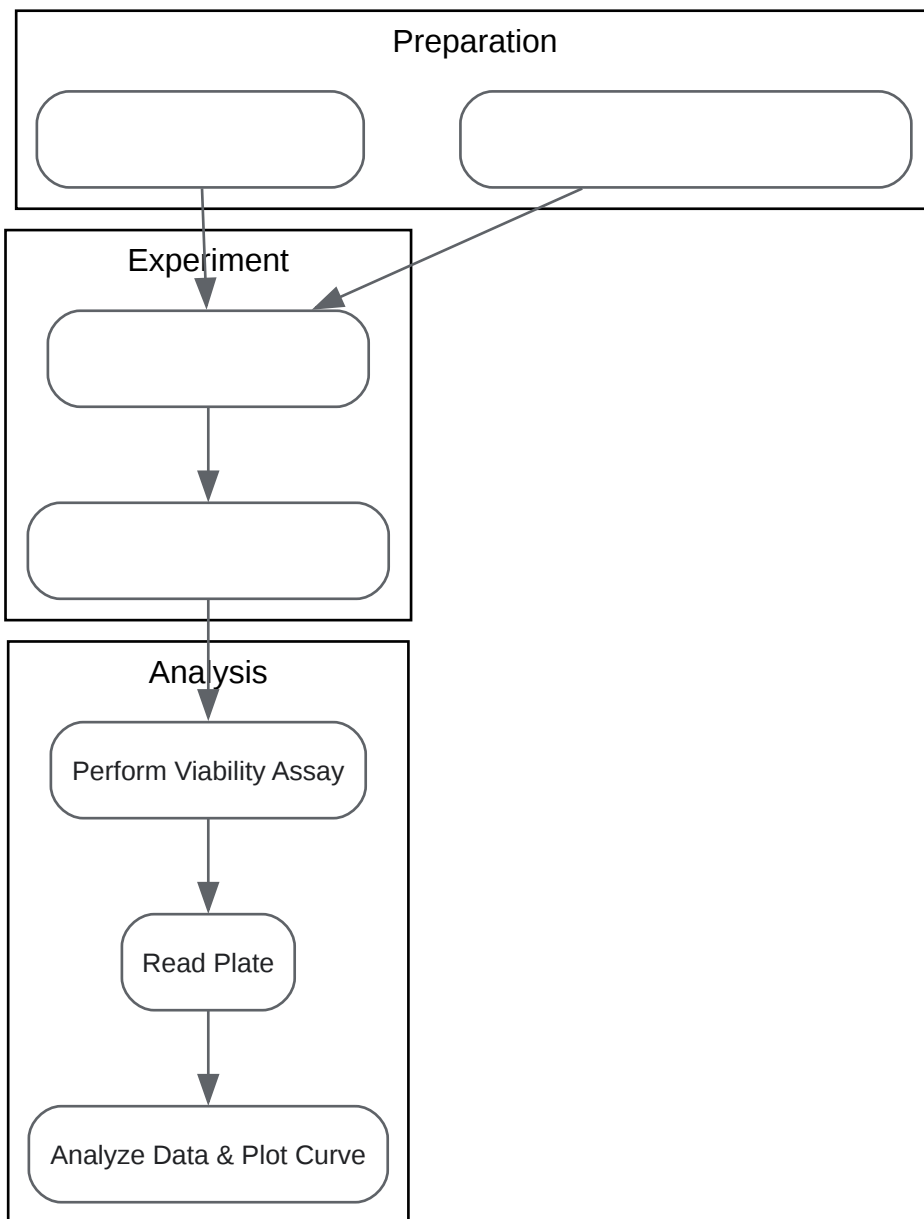 Preparation
Experiment
Analysis
Perform Viability Assay
Read Plate
Analyze Data & Plot Curve